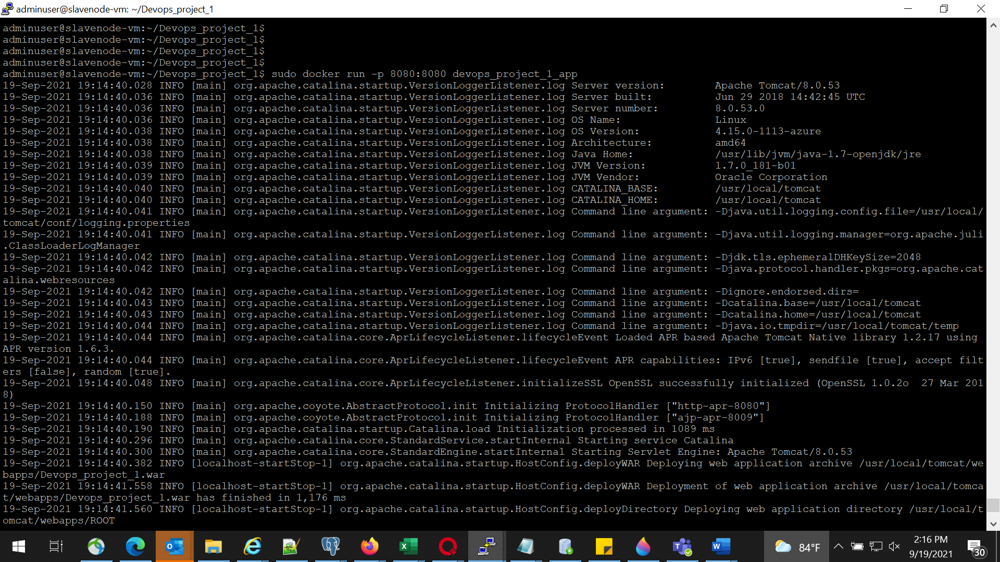 adminuser@slavenode-vm: ~/Devops_project_1
adminuser@slavenode-vm:~/Devops_project_1$
adminuser@slavenode-vm:~/Devops_project_1$
adminuser@slavenode-vm:~/Devops_project_1$
adminuser@slavenode-vm:~/Devops_project_1$
adminuser@slavenode-vm:~/Devops_project_1$ sudo docker run -p 8080:8080 devops_project_1_app
19-Sep-2021 19:14:40.028 INFO [main] org.apache.catalina.startup.VersionLoggerListener.log Server version:        Apache Tomcat/8.0.53
19-Sep-2021 19:14:40.036 INFO [main] org.apache.catalina.startup.VersionLoggerListener.log Server built:          Jun 29 2018 14:42:45 UTC
19-Sep-2021 19:14:40.036 INFO [main] org.apache.catalina.startup.VersionLoggerListener.log Server number:         8.0.53.0
19-Sep-2021 19:14:40.036 INFO [main] org.apache.catalina.startup.VersionLoggerListener.log OS Name:               Linux
19-Sep-2021 19:14:40.038 INFO [main] org.apache.catalina.startup.VersionLoggerListener.log OS Version:            4.15.0-1113-azure
19-Sep-2021 19:14:40.038 INFO [main] org.apache.catalina.startup.VersionLoggerListener.log Architecture:          amd64
19-Sep-2021 19:14:40.038 INFO [main] org.apache.catalina.startup.VersionLoggerListener.log Java Home:             /usr/lib/jvm/java-1.7-openjdk/jre
19-Sep-2021 19:14:40.039 INFO [main] org.apache.catalina.startup.VersionLoggerListener.log JVM Version:           1.7.0_181-b01
19-Sep-2021 19:14:40.039 INFO [main] org.apache.catalina.startup.VersionLoggerListener.log JVM Vendor:            Oracle Corporation
19-Sep-2021 19:14:40.040 INFO [main] org.apache.catalina.startup.VersionLoggerListener.log CATALINA_BASE:         /usr/local/tomcat
19-Sep-2021 19:14:40.040 INFO [main] org.apache.catalina.startup.VersionLoggerListener.log CATALINA_HOME:         /usr/local/tomcat
19-Sep-2021 19:14:40.041 INFO [main] org.apache.catalina.startup.VersionLoggerListener.log Command line argument: -Djava.util.logging.config.file=/usr/local/
tomcat/conf/logging.properties
19-Sep-2021 19:14:40.041 INFO [main] org.apache.catalina.startup.VersionLoggerListener.log Command line argument: -Djava.util.logging.manager=org.apache.juli
.ClassLoaderLogManager
19-Sep-2021 19:14:40.042 INFO [main] org.apache.catalina.startup.VersionLoggerListener.log Command line argument: -Djdk.tls.ephemeralDHKeySize=2048
19-Sep-2021 19:14:40.042 INFO [main] org.apache.catalina.startup.VersionLoggerListener.log Command line argument: -Djava.protocol.handler.pkgs=org.apache.cat
alina.webresources
19-Sep-2021 19:14:40.042 INFO [main] org.apache.catalina.startup.VersionLoggerListener.log Command line argument: -Dignore.endorsed.dirs=
19-Sep-2021 19:14:40.043 INFO [main] org.apache.catalina.startup.VersionLoggerListener.log Command line argument: -Dcatalina.base=/usr/local/tomcat
19-Sep-2021 19:14:40.043 INFO [main] org.apache.catalina.startup.VersionLoggerListener.log Command line argument: -Dcatalina.home=/usr/local/tomcat
19-Sep-2021 19:14:40.044 INFO [main] org.apache.catalina.startup.VersionLoggerListener.log Command line argument: -Djava.io.tmpdir=/usr/local/tomcat/temp
19-Sep-2021 19:14:40.044 INFO [main] org.apache.catalina.core.AprLifecycleListener.lifecycleEvent Loaded APR based Apache Tomcat Native library 1.2.17 using
APR version 1.6.3.
19-Sep-2021 19:14:40.044 INFO [main] org.apache.catalina.core.AprLifecycleListener.lifecycleEvent APR capabilities: IPv6 [true], sendfile [true], accept filt
ers [false], random [true].
19-Sep-2021 19:14:40.048 INFO [main] org.apache.catalina.core.AprLifecycleListener.initializeSSL OpenSSL successfully initialized (OpenSSL 1.0.2o  27 Mar 201
8)
19-Sep-2021 19:14:40.150 INFO [main] org.apache.coyote.AbstractProtocol.init Initializing ProtocolHandler ["http-apr-8080"]
19-Sep-2021 19:14:40.188 INFO [main] org.apache.coyote.AbstractProtocol.init Initializing ProtocolHandler ["ajp-apr-8009"]
19-Sep-2021 19:14:40.190 INFO [main] org.apache.catalina.startup.Catalina.load Initialization processed in 1089 ms
19-Sep-2021 19:14:40.296 INFO [main] org.apache.catalina.core.StandardService.startInternal Starting service Catalina
19-Sep-2021 19:14:40.300 INFO [main] org.apache.catalina.core.StandardEngine.startInternal Starting Servlet Engine: Apache Tomcat/8.0.53
19-Sep-2021 19:14:40.382 INFO [localhost-startStop-1] org.apache.catalina.startup.HostConfig.deployWAR Deploying web application archive /usr/local/tomcat/we
bapps/Devops_project_1.war
19-Sep-2021 19:14:41.558 INFO [localhost-startStop-1] org.apache.catalina.startup.HostConfig.deployWAR Deployment of web application archive /usr/local/tomca
t/webapps/Devops_project_1.war has finished in 1,176 ms
19-Sep-2021 19:14:41.560 INFO [localhost-startStop-1] org.apache.catalina.startup.HostConfig.deployDirectory Deploying web application directory /usr/local/t
omcat/webapps/ROOT
84°F
2:16 PM
9/19/2021
30